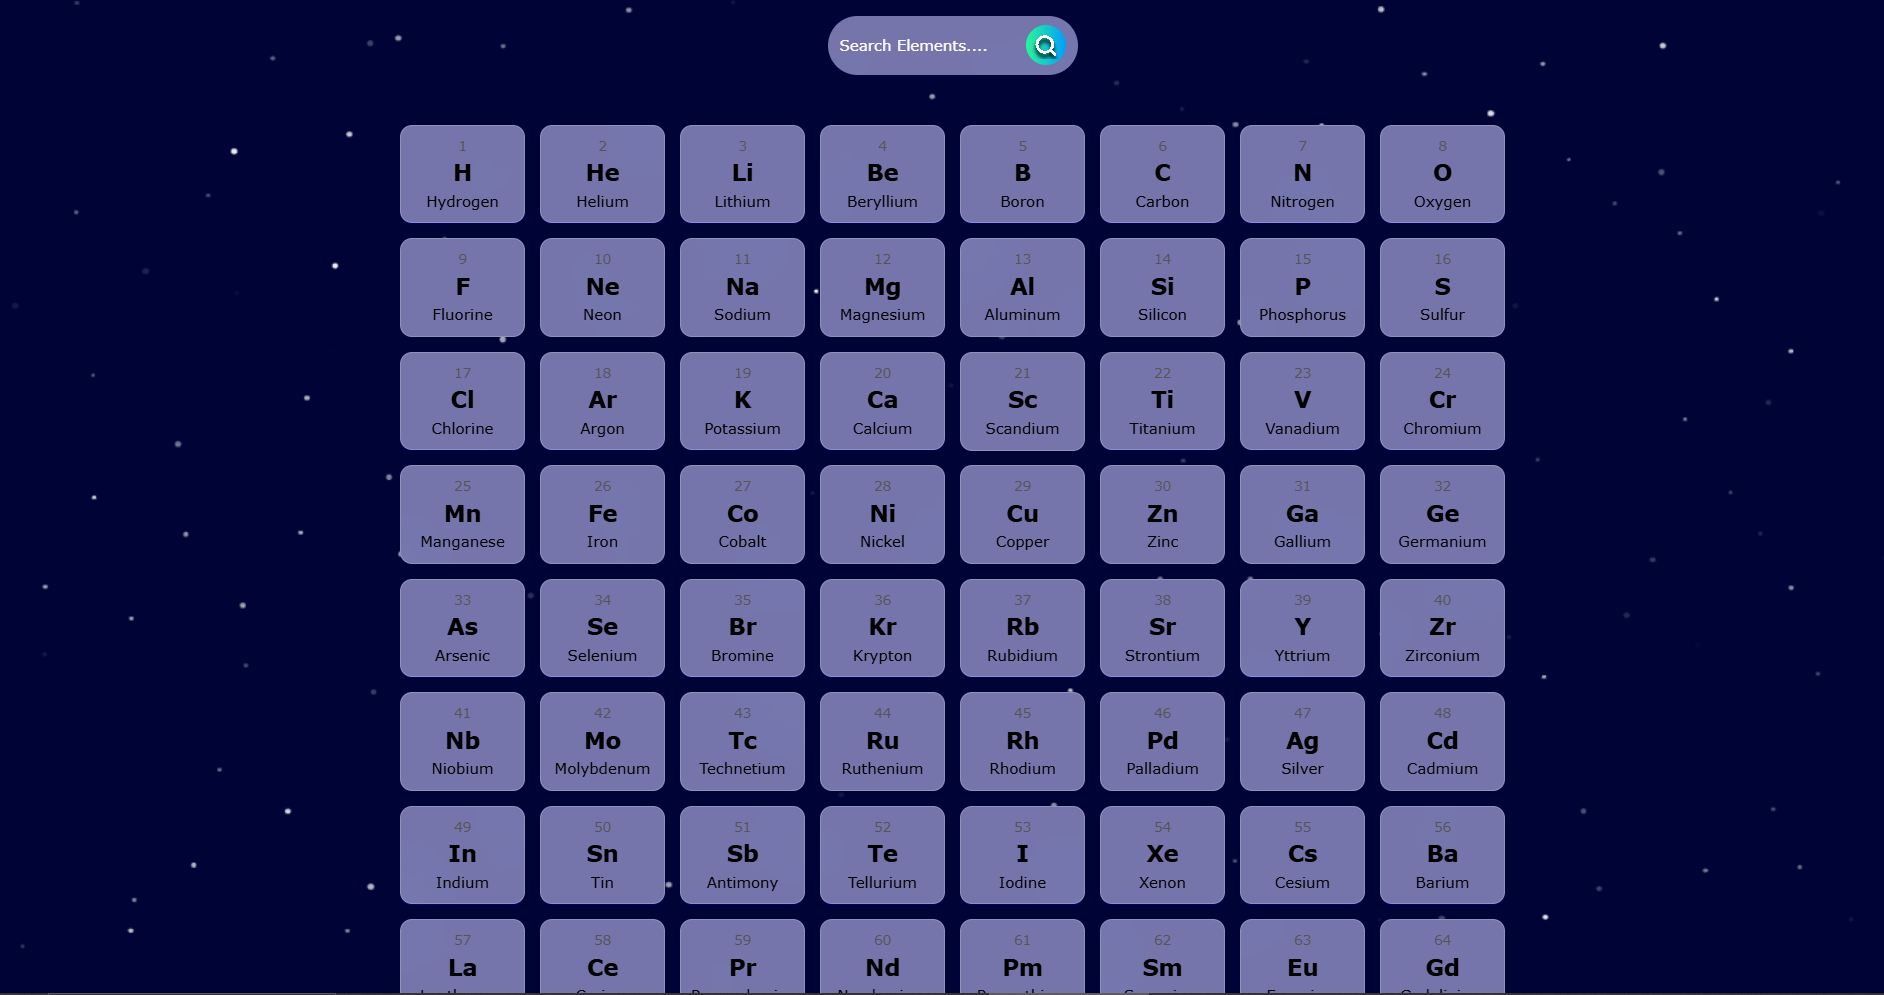 Search Elements....
1 2 3 4 5 6 7 8
H He Li Be B C N O
Hydrogen Helium Lithium Beryllium Boron Carbon Nitrogen Oxygen
9 10 11 12 13 14 15 16
F Ne Na Mg Al Si P S
Fluorine Neon Sodium Magnesium Aluminum Silicon Phosphorus Sulfur
17 18 19 20 21 22 23 24
Cl Ar K Ca Sc Ti V Cr
Chlorine Argon Potassium Calcium Scandium Titanium Vanadium Chromium
25 26 27 28 29 30 31 32
Mn Fe Co Ni Cu Zn Ga Ge
Manganese Iron Cobalt Nickel Copper Zinc Gallium Germanium
33 34 35 36 37 38 39 40
As Se Br Kr Rb Sr Y Zr
Arsenic Selenium Bromine Krypton Rubidium Strontium Yttrium Zirconium
41 42 43 44 45 46 47 48
Nb Mo Tc Ru Rh Pd Ag Cd
Niobium Molybdenum Technetium Ruthenium Rhodium Palladium Silver Cadmium
49 50 51 52 53 54 55 56
In Sn Sb Te I Xe Cs Ba
Indium Tin Antimony Tellurium Iodine Xenon Cesium Barium
57 58 59 60 61 62 63 64
La Ce Pr Nd Pm Sm Eu Gd